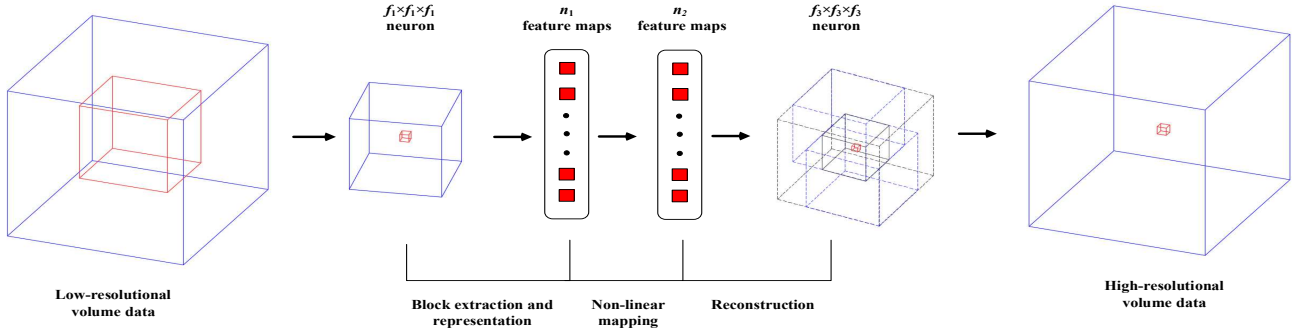 f₁×f₁×f₁
neuron
n₁
feature maps
n₂
feature maps
f₃×f₃×f₃
neuron
Low-resolutional
volume data
Block extraction and
representation
Non-linear
mapping
Reconstruction
High-resolutional
volume data